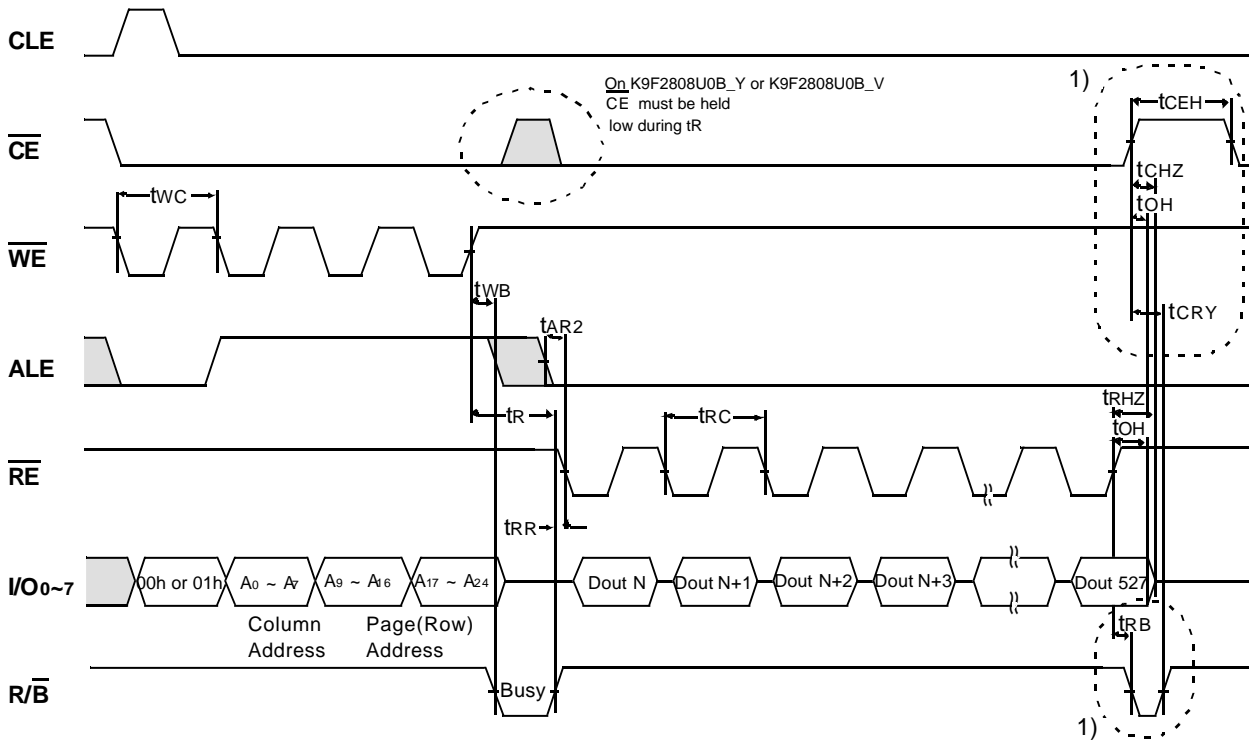 CLE
On K9F2808U0B_Y or K9F2808U0B_V
CE must be held
low during tR
1)
tCEH
CE
tCHZ
tWC
tOH
WE
tWB
tCRY
tAR2
ALE
tRHZ
tR
tRC
tOH
RE
tRR
I/O0~7
00h or 01h
A0 ~ A7
A9 ~ A16
A17 ~ A24
Dout N
Dout N+1
Dout N+2
Dout N+3
Dout 527
Column
Address
Page(Row)
Address
tRB
R/B
Busy
1)